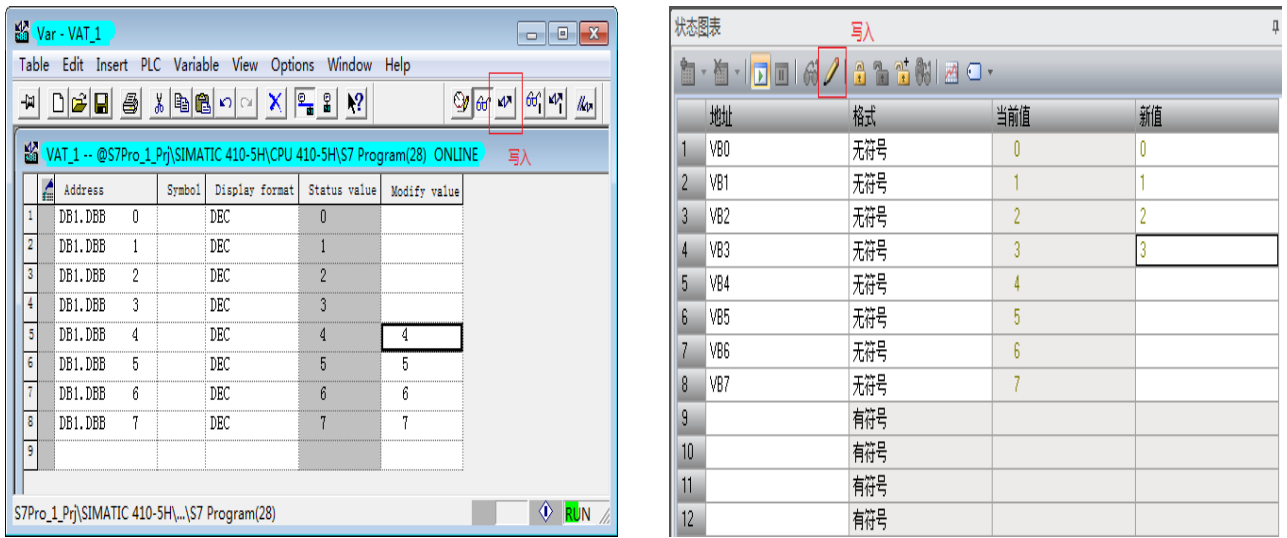 Var - VAT_1
Table Edit Insert PLC Variable View Options Window Help
VAT_1 -- @S7Pro_1_Prj\SIMATIC 410-5H\CPU 410-5H\S7 Program(28) ONLINE
写入
Address Symbol Display format Status value Modify value
1 DB1.DBB 0 DEC 0
2 DB1.DBB 1 DEC 1
3 DB1.DBB 2 DEC 2
4 DB1.DBB 3 DEC 3
5 DB1.DBB 4 DEC 4 4
6 DB1.DBB 5 DEC 5 5
7 DB1.DBB 6 DEC 6 6
8 DB1.DBB 7 DEC 7 7
9
S7Pro_1_Prj\SIMATIC 410-5H\...\S7 Program(28) RUN
状态图表
写入
地址 格式 当前值 新值
1 VB0 无符号 0 0
2 VB1 无符号 1 1
3 VB2 无符号 2 2
4 VB3 无符号 3 3
5 VB4 无符号 4
6 VB5 无符号 5
7 VB6 无符号 6
8 VB7 无符号 7
9 有符号
10 有符号
11 有符号
12 有符号